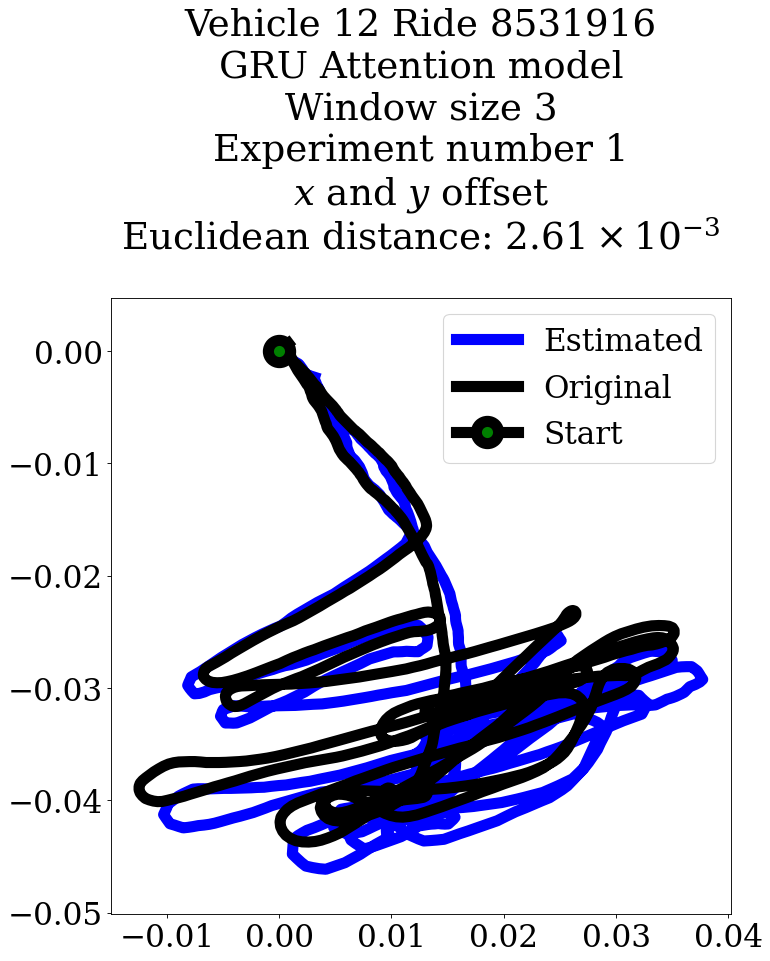 Vehicle 12 Ride 8531916
GRU Attention model
Window size 3
Experiment number 1
x and y offset
Euclidean distance: 2.61 × 10⁻³
Estimated
Original
Start
0.00
−0.01
−0.02
−0.03
−0.04
−0.05
−0.01 0.00 0.01 0.02 0.03 0.04